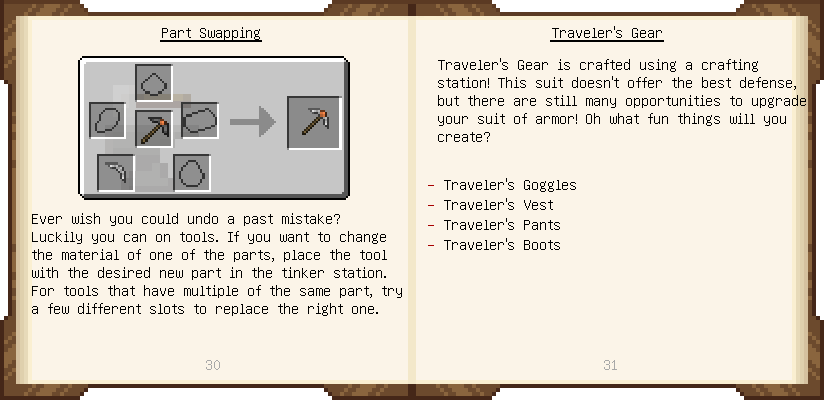 Part Swapping
Ever wish you could undo a past mistake?
Luckily you can on tools. If you want to change
the material of one of the parts, place the tool
with the desired new part in the tinker station.
For tools that have multiple of the same part, try
a few different slots to replace the right one.
30
Traveler's Gear
Traveler's Gear is crafted using a crafting
station! This suit doesn't offer the best defense,
but there are still many opportunities to upgrade
your suit of armor! Oh what fun things will you
create?
- Traveler's Goggles
- Traveler's Vest
- Traveler's Pants
- Traveler's Boots
31